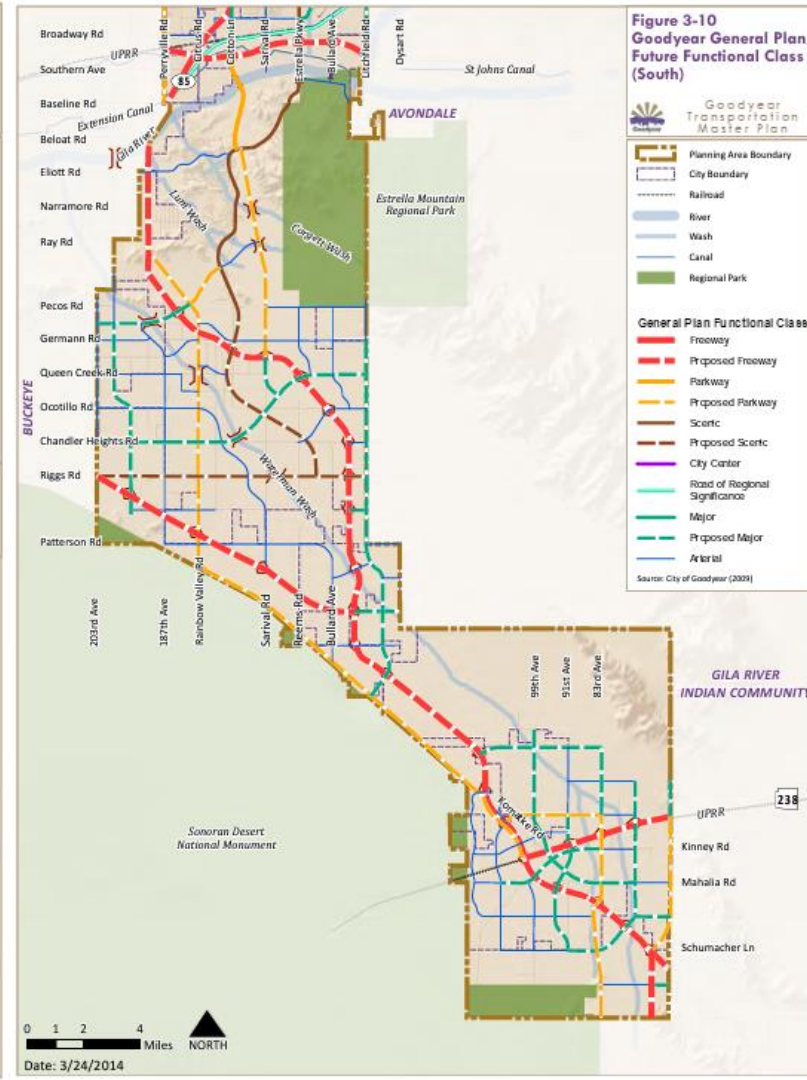 Figure 3-10
Goodyear General Plan
Future Functional Class
(South)
Goodyear
Goodyear
Transportation
Master Plan
Planning Area Boundary
City Boundary
Railroad
River
Wash
Canal
Regional Park
General Plan Functional Class
Freeway
Proposed Freeway
Parkway
Proposed Parkway
Scenic
Proposed Scenic
City Center
Road of Regional
Significance
Major
Proposed Major
Arterial
Source: City of Goodyear (2009)
Broadway Rd
UPRR
Southern Ave
Baseline Rd
Extension Canal
Beloat Rd
Gila River
Eliott Rd
Narramore Rd
Ray Rd
Pecos Rd
Germann Rd
Queen Creek Rd
Ocotillo Rd
Chandler Heights Rd
Riggs Rd
Patterson Rd
BUCKEYE
Perryville Rd
Citrus Rd
Cotton Ln
Sarival Rd
Estrella Pkwy
Bullard Ave
Litchfield Rd
Dysart Rd
85
St Johns Canal
AVONDALE
Estrella Mountain
Regional Park
Lum Wash
Corgett Wash
Waterman Wash
203rd Ave
187th Ave
Rainbow Valley Rd
Sarival Rd
Reems Rd
Bullard Ave
99th Ave
91st Ave
83rd Ave
GILA RIVER
INDIAN COMMUNITY
238
UPRR
Komatke Rd
Kinney Rd
Mahalia Rd
Schumacher Ln
Sonoran Desert
National Monument
0 1 2 4
Miles
NORTH
Date: 3/24/2014